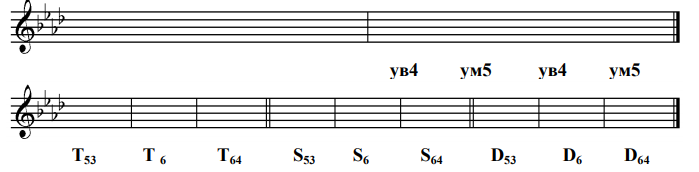 ув4 ум5 ув4 ум5
T₅₃ T ₆ T₆₄ S₅₃ S₆ S₆₄ D₅₃ D₆ D₆₄